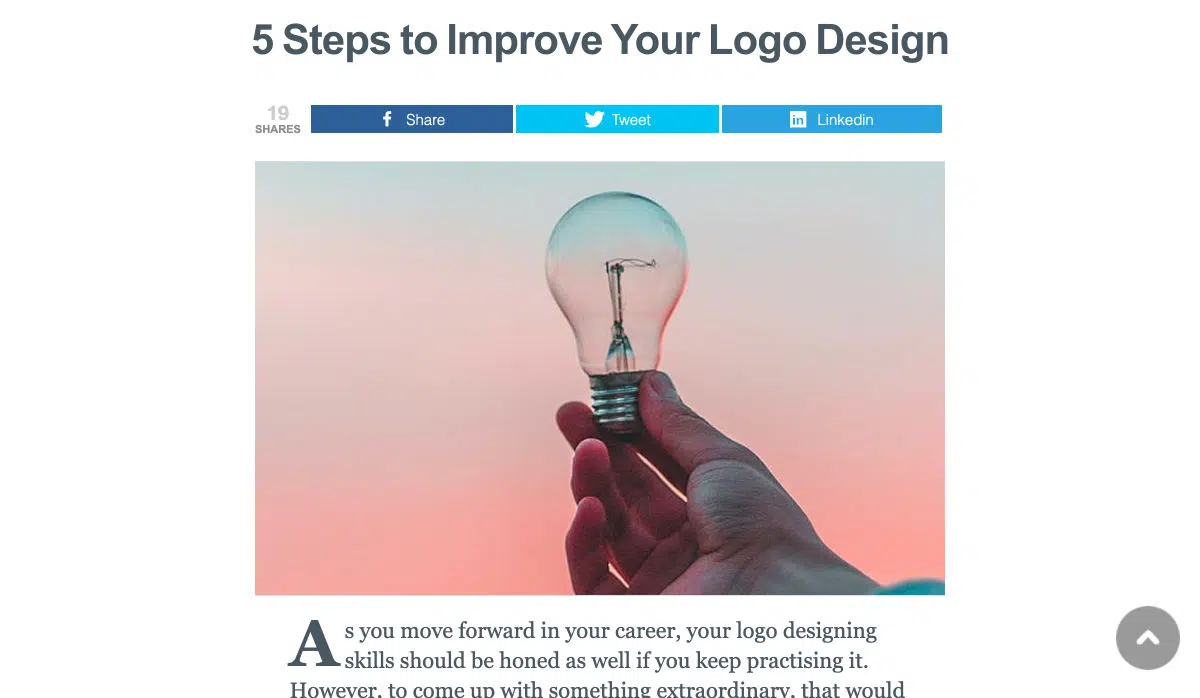 5 Steps to Improve Your Logo Design
19
SHARES
Share
Tweet
in Linkedin
As you move forward in your career, your logo designing
skills should be honed as well if you keep practising it.
However, to come up with something extraordinary, that would